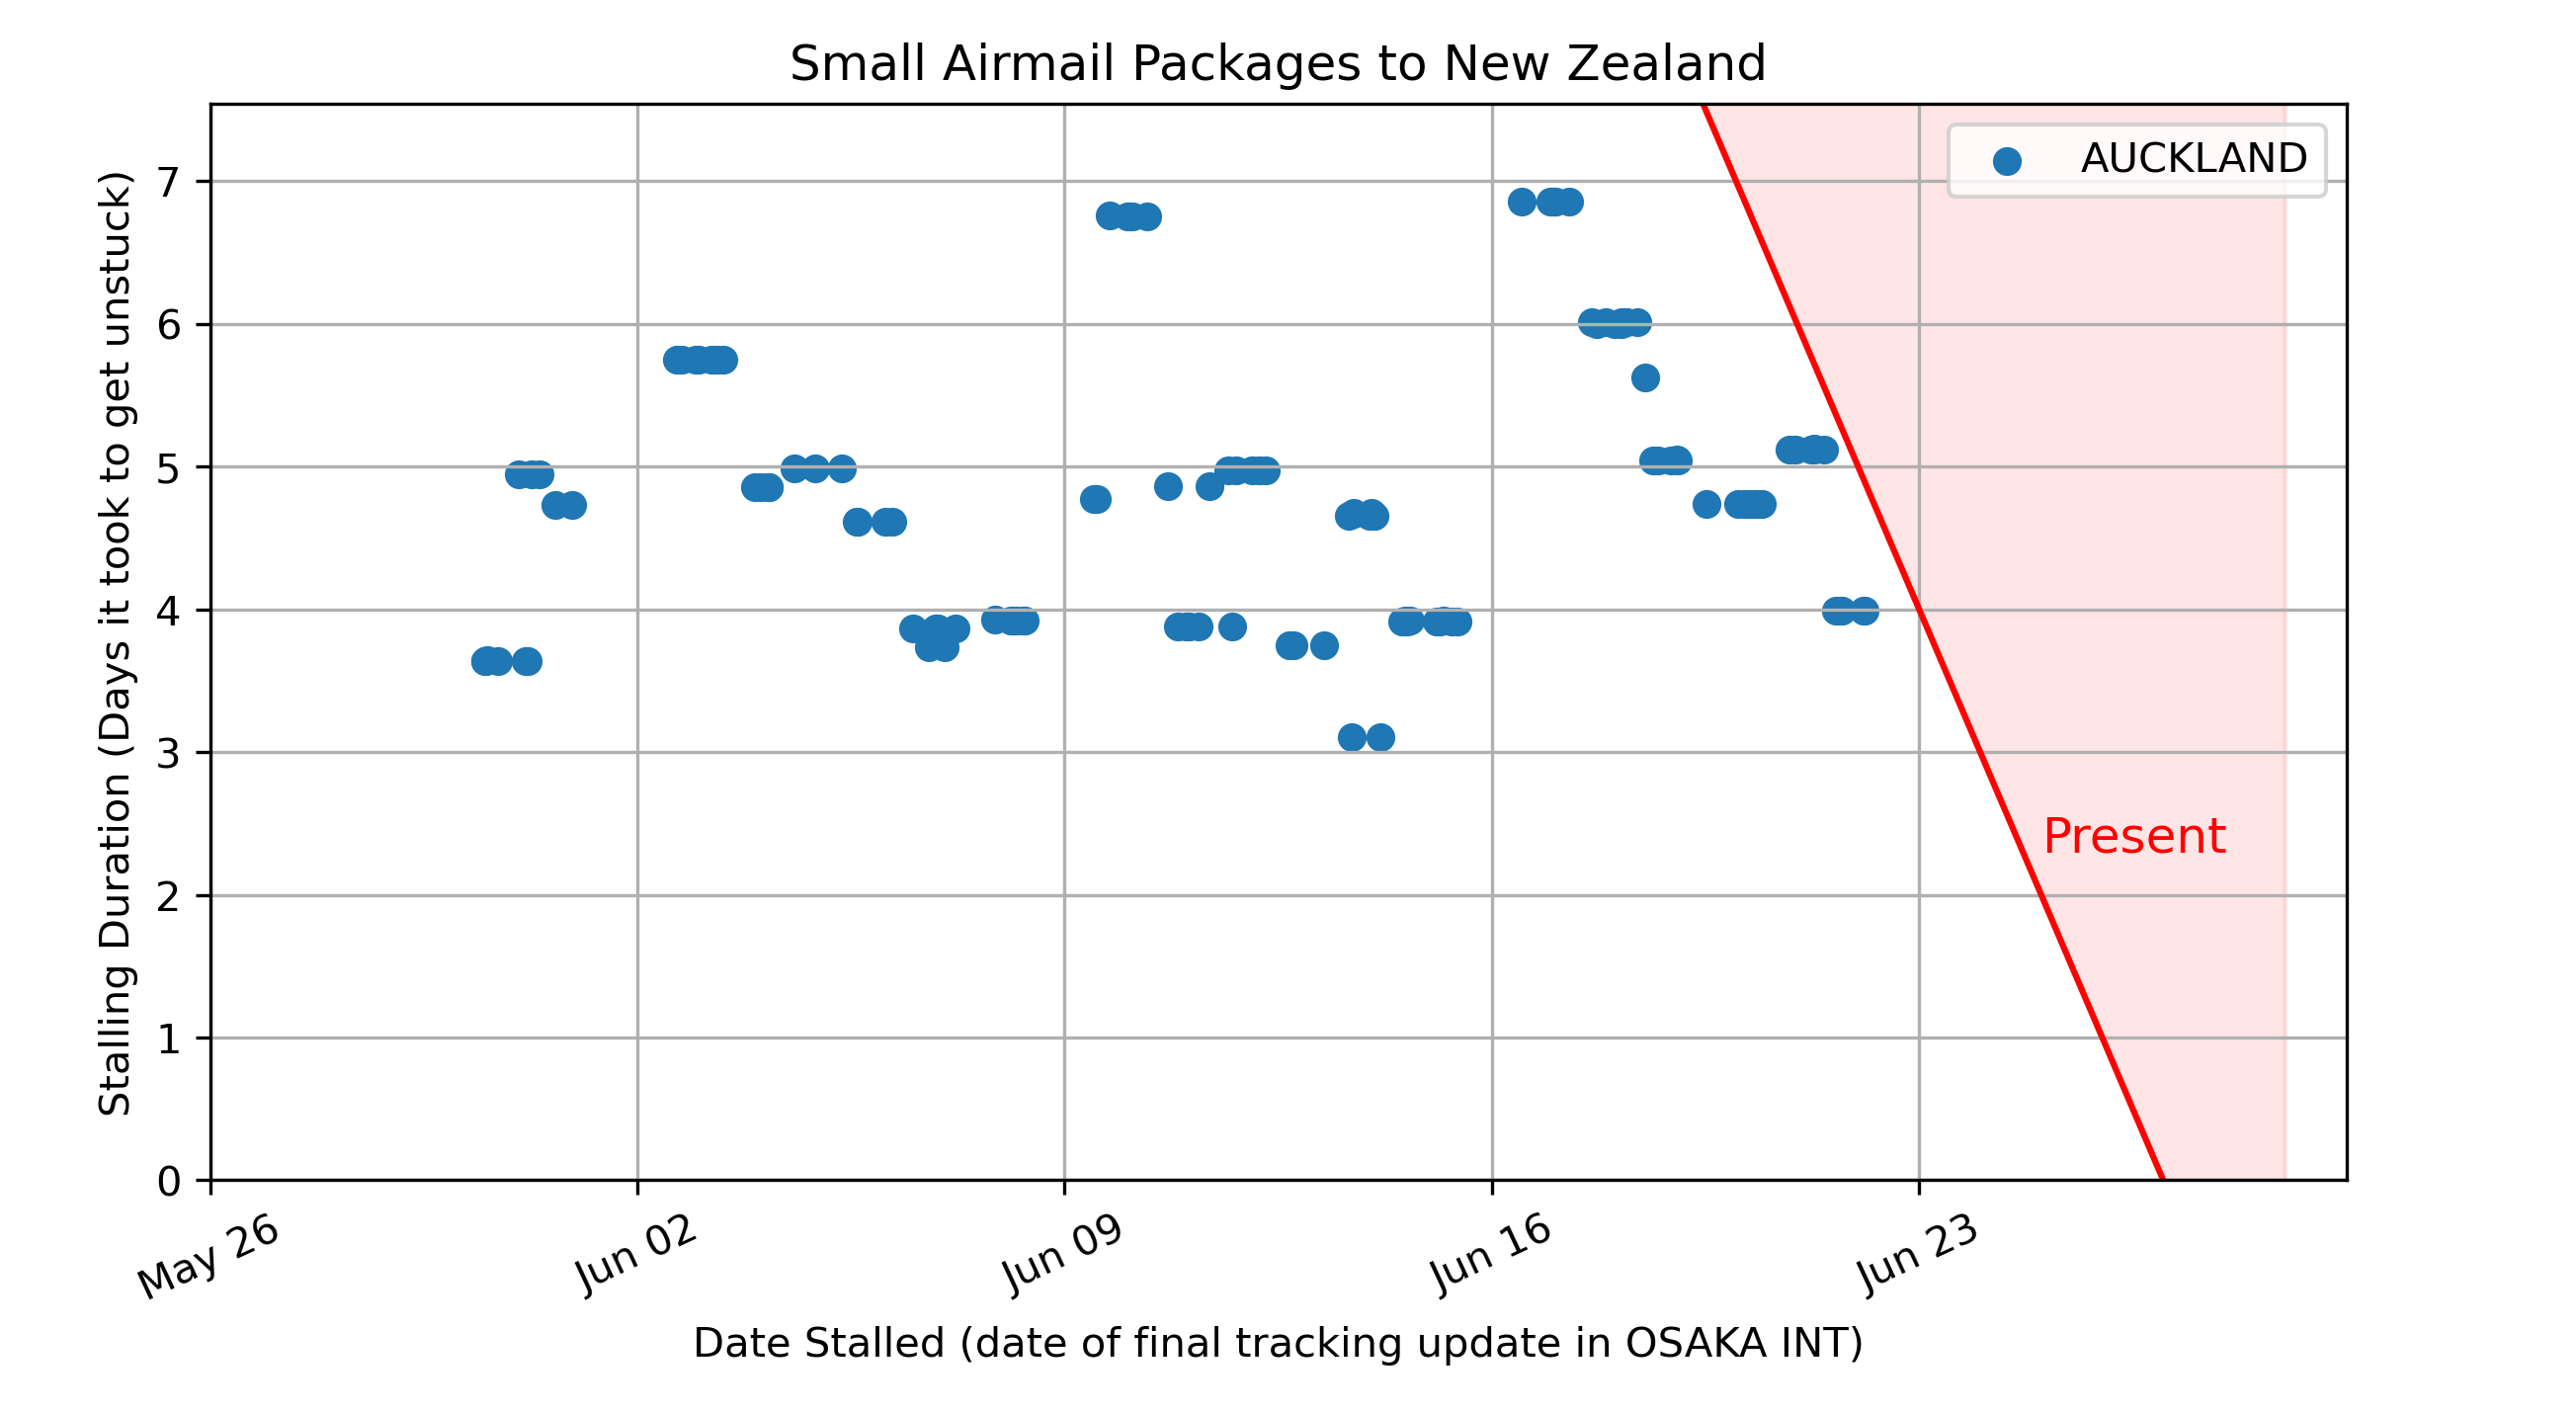 Small Airmail Packages to New Zealand
AUCKLAND
Stalling Duration (Days it took to get unstuck)
7
6
5
4
3
2
1
0
Present
May 26
Jun 02
Jun 09
Jun 16
Jun 23
Date Stalled (date of final tracking update in OSAKA INT)